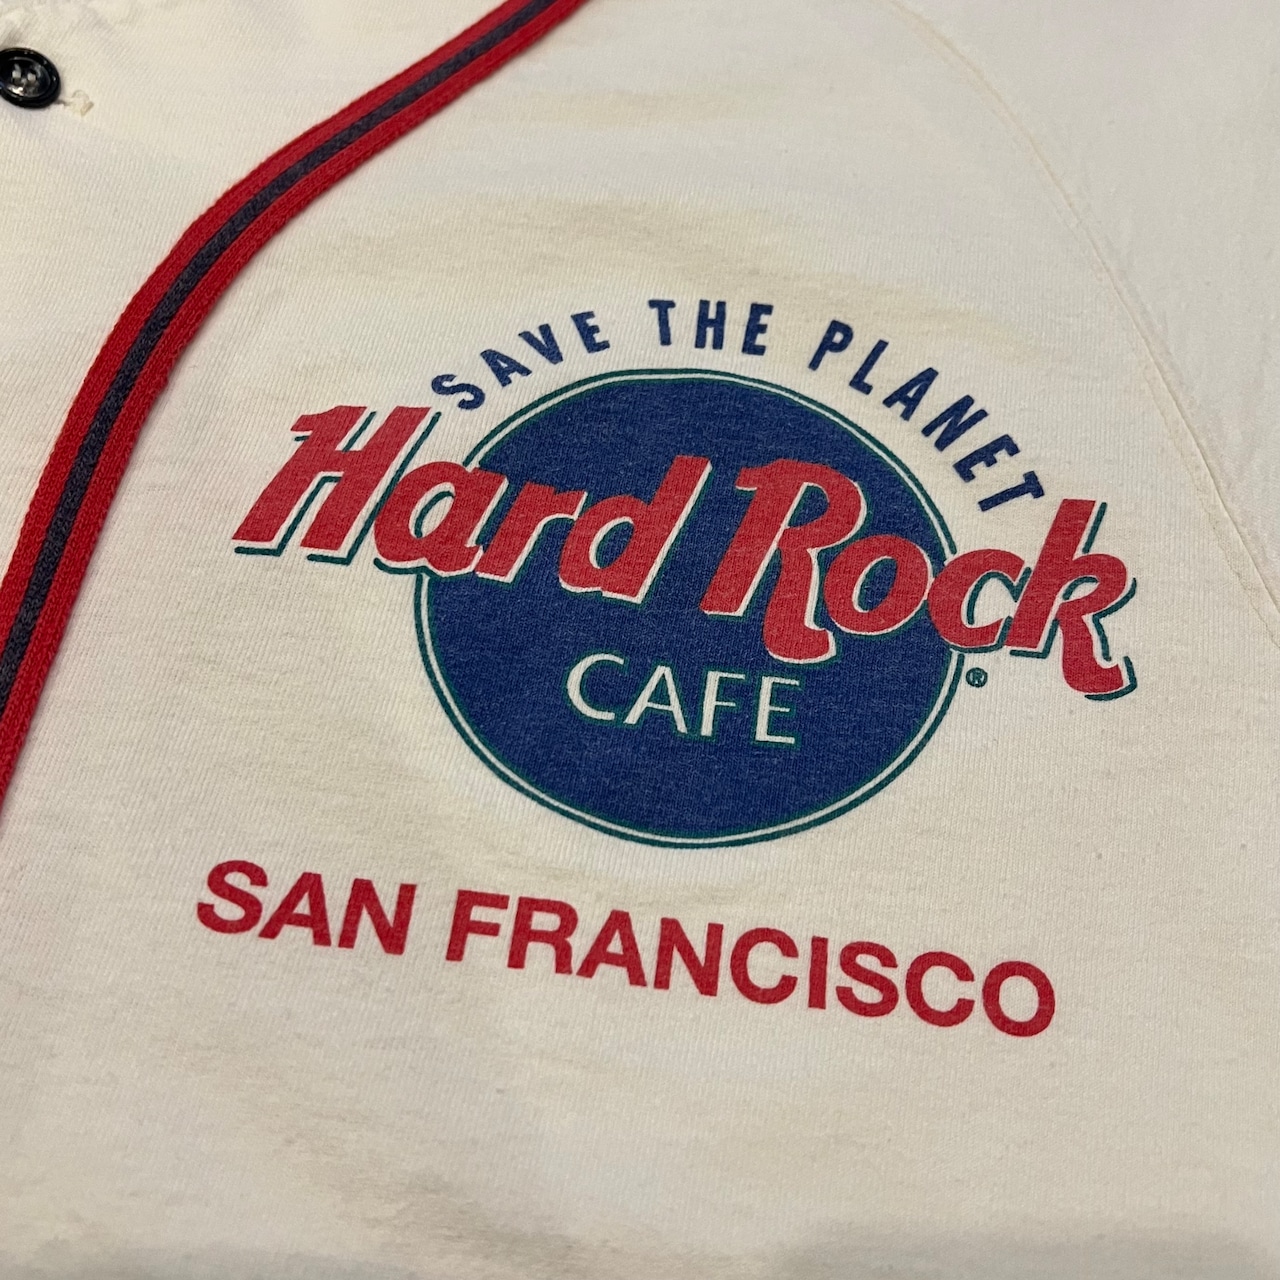 SAVE THE PLANET
Hard Rock
®
CAFE
SAN FRANCISCO